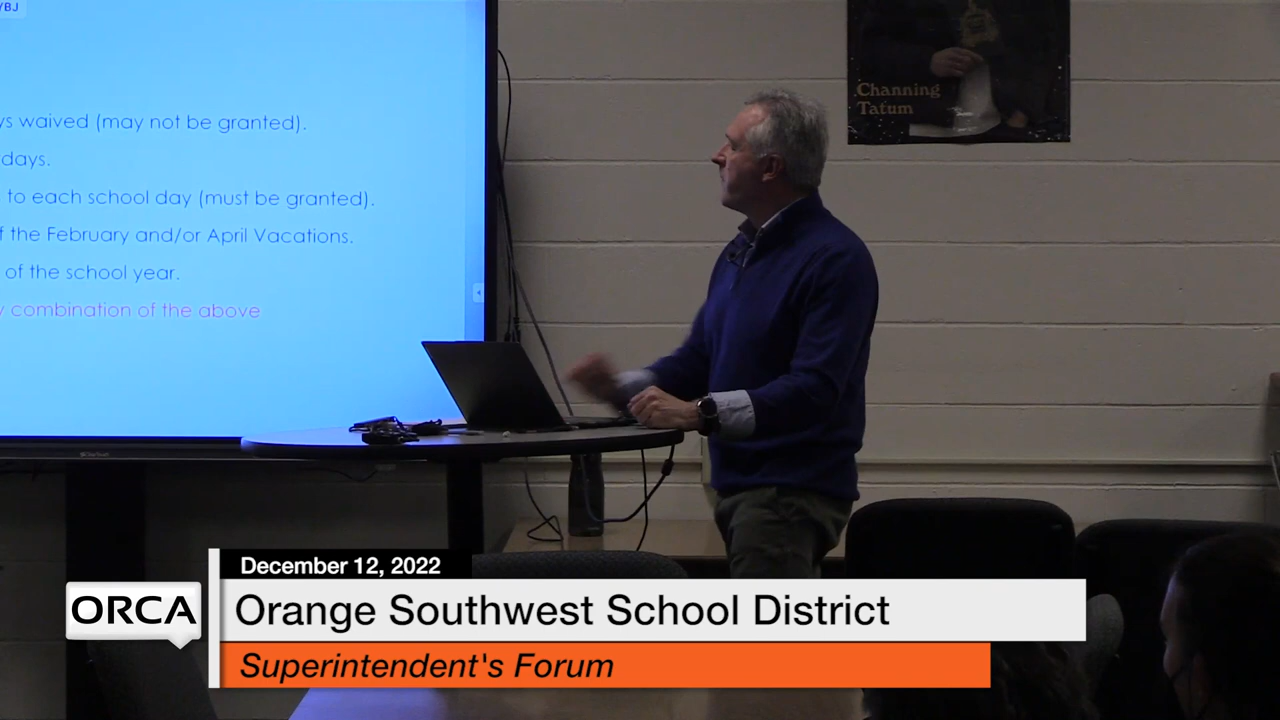 YBJ
ys waived (may not be granted).
days.
to each school day (must be granted).
f the February and/or April Vacations.
of the school year.
y combination of the above
Channing
Tatum
December 12, 2022
ORCA
Orange Southwest School District
Superintendent's Forum